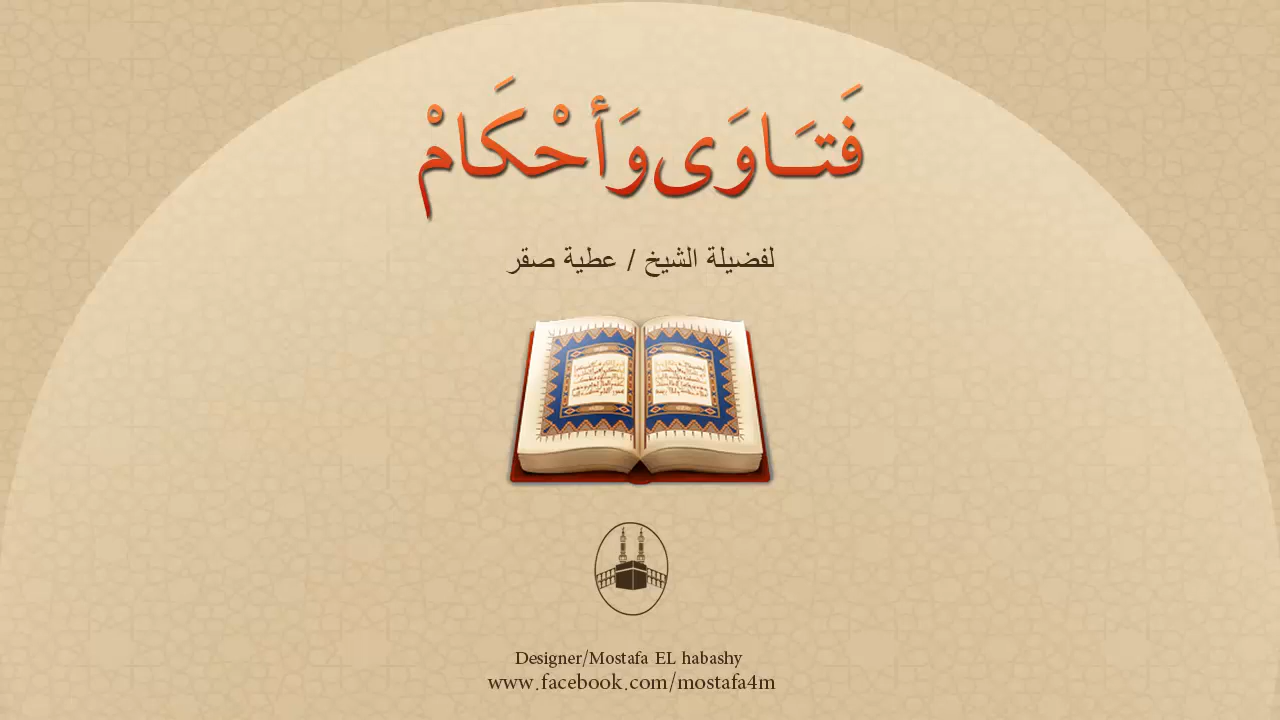 فَتَـاوَى وَأَحْكَامْ
لفضيلة الشيخ / عطية صقر
Designer/Mostafa EL habashy
www.facebook.com/mostafa4m